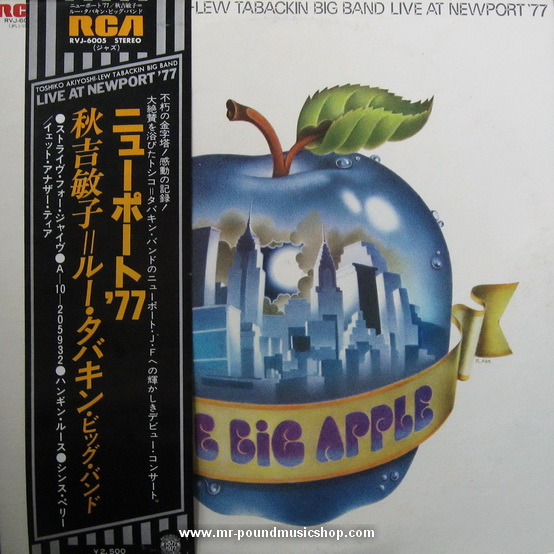 RCA
RVJ-6005 STEREO
(ジャズ)
ニューポート'77/秋吉敏子=
ルー・タバキン・ビッグ・バンド
-LEW TABACKIN BIG BAND LIVE AT NEWPORT '77
TOSHIKO AKIYOSHI-LEW TABACKIN BIG BAND
LIVE AT NEWPORT '77
不朽の金字塔!感動の記録!
大絶賛を浴びたトシコ=タバキン・バンドのニューポート・J・Fへの輝かしきデビュー・コンサート。
ニューポート'77
秋吉敏子=ルー・タバキン・ビッグ・バンド
●ストライヴ・フォー・ジャイヴ●A-10-205932●ハンギン・ルース●シンス・ペリー
/イェット・アナザー・ティア
¥2,500
E BIG APPLE
www.mr-poundmusicshop.com